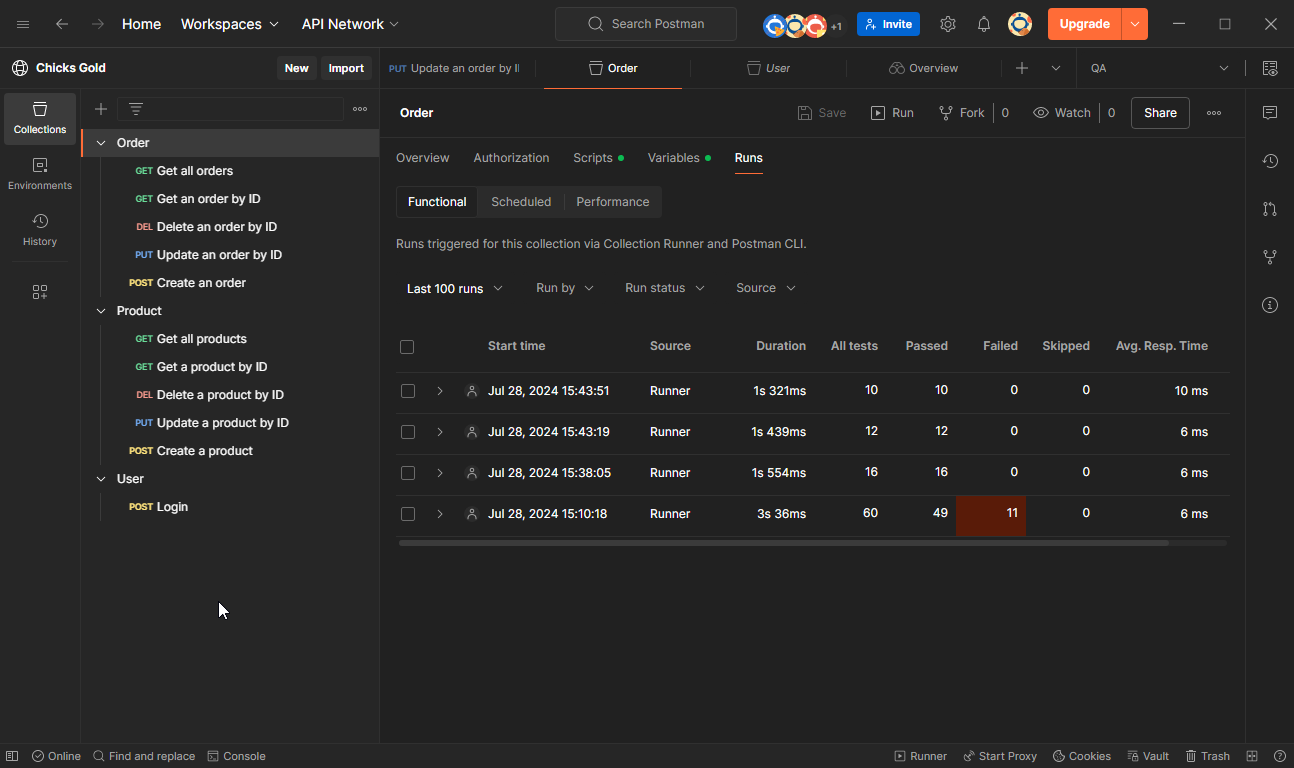 Home Workspaces API Network Search Postman +1 Invite Upgrade
Chicks Gold New Import PUT Update an order by I Order User Overview QA
Collections
Environments
History
Order
GET Get all orders
GET Get an order by ID
DEL Delete an order by ID
PUT Update an order by ID
POST Create an order
Product
GET Get all products
GET Get a product by ID
DEL Delete a product by ID
PUT Update a product by ID
POST Create a product
User
POST Login
Order Save Run Fork 0 Watch 0 Share
Overview Authorization Scripts Variables Runs
Functional Scheduled Performance
Runs triggered for this collection via Collection Runner and Postman CLI.
Last 100 runs Run by Run status Source
Start time Source Duration All tests Passed Failed Skipped Avg. Resp. Time
Jul 28, 2024 15:43:51 Runner 1s 321ms 10 10 0 0 10 ms
Jul 28, 2024 15:43:19 Runner 1s 439ms 12 12 0 0 6 ms
Jul 28, 2024 15:38:05 Runner 1s 554ms 16 16 0 0 6 ms
Jul 28, 2024 15:10:18 Runner 3s 36ms 60 49 11 0 6 ms
Online Find and replace Console Runner Start Proxy Cookies Vault Trash